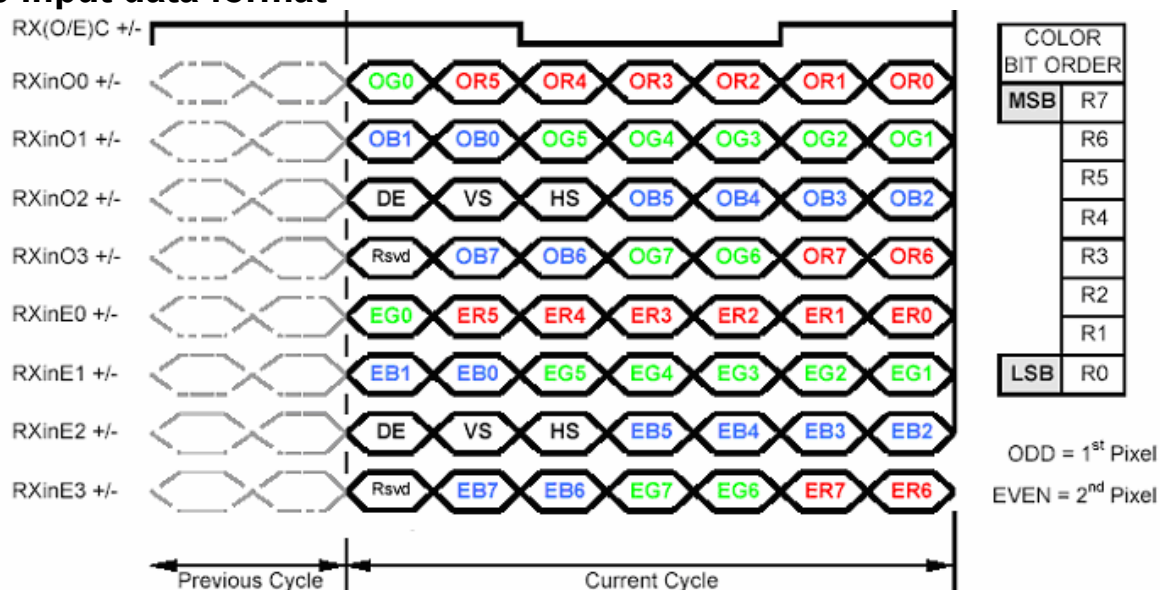 input data format
RX(O/E)C +/-
RXinO0 +/- OG0 OR5 OR4 OR3 OR2 OR1 OR0
RXinO1 +/- OB1 OB0 OG5 OG4 OG3 OG2 OG1
RXinO2 +/- DE VS HS OB5 OB4 OB3 OB2
RXinO3 +/- Rsvd OB7 OB6 OG7 OG6 OR7 OR6
RXinE0 +/- EG0 ER5 ER4 ER3 ER2 ER1 ER0
RXinE1 +/- EB1 EB0 EG5 EG4 EG3 EG2 EG1
RXinE2 +/- DE VS HS EB5 EB4 EB3 EB2
RXinE3 +/- Rsvd EB7 EB6 EG7 EG6 ER7 ER6
Previous Cycle Current Cycle
COLOR
BIT ORDER
MSB R7
R6
R5
R4
R3
R2
R1
LSB R0
ODD = 1st Pixel
EVEN = 2nd Pixel